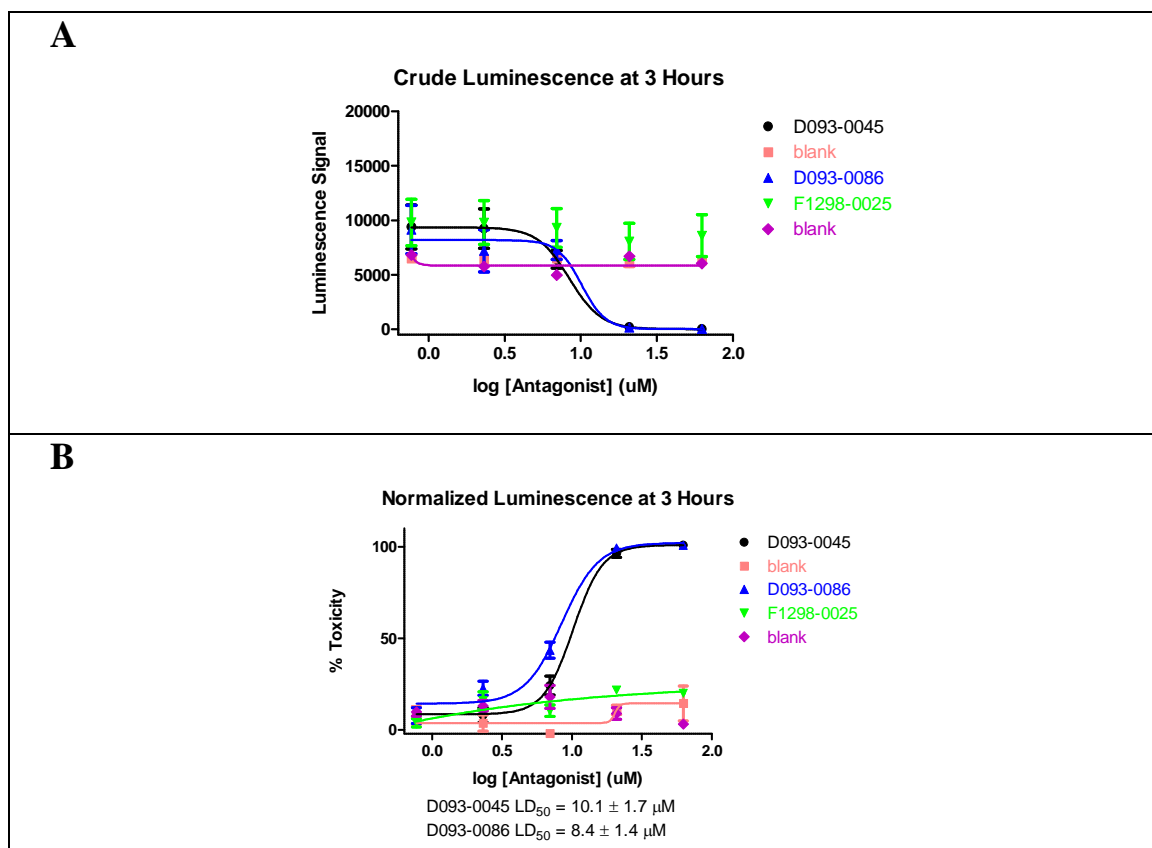 A
Crude Luminescence at 3 Hours
20000
15000
10000
5000
0
Luminescence Signal
0.0 0.5 1.0 1.5 2.0
log [Antagonist] (uM)
D093-0045
blank
D093-0086
F1298-0025
blank
B
Normalized Luminescence at 3 Hours
100
50
0
% Toxicity
0.0 0.5 1.0 1.5 2.0
log [Antagonist] (uM)
D093-0045
blank
D093-0086
F1298-0025
blank
D093-0045 LD50 = 10.1 ± 1.7 μM
D093-0086 LD50 = 8.4 ± 1.4 μM